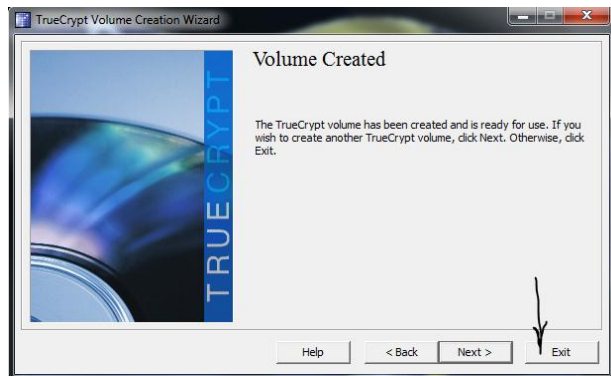 TrueCrypt Volume Creation Wizard
TRUECRYPT
Volume Created
The TrueCrypt volume has been created and is ready for use. If you
wish to create another TrueCrypt volume, click Next. Otherwise, click
Exit.
Help
< Back
Next >
Exit